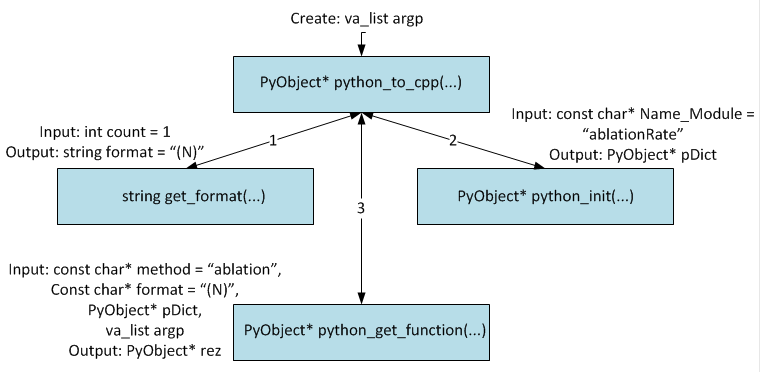 Create: va_list argp
PyObject* python_to_cpp(...)
Input: const char* Name_Module =
“ablationRate”
Output: PyObject* pDict
Input: int count = 1
Output: string format = “(N)”
1
2
string get_format(...)
PyObject* python_init(...)
3
Input: const char* method = “ablation”,
Const char* format = “(N)”,
PyObject* pDict,
va_list argp
Output: PyObject* rez
PyObject* python_get_function(...)